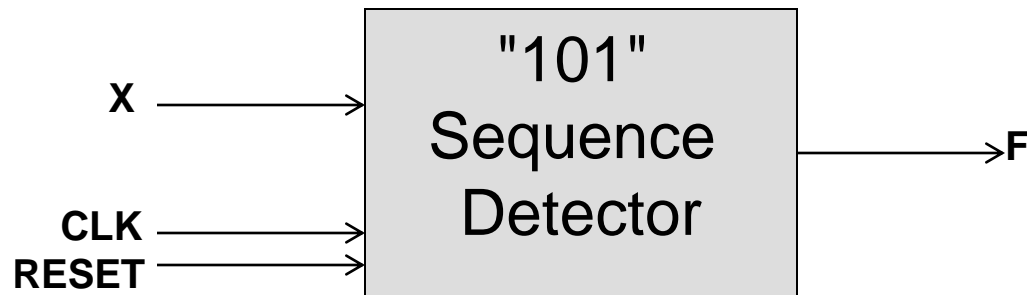 "101"
Sequence
Detector
X
CLK
RESET
F